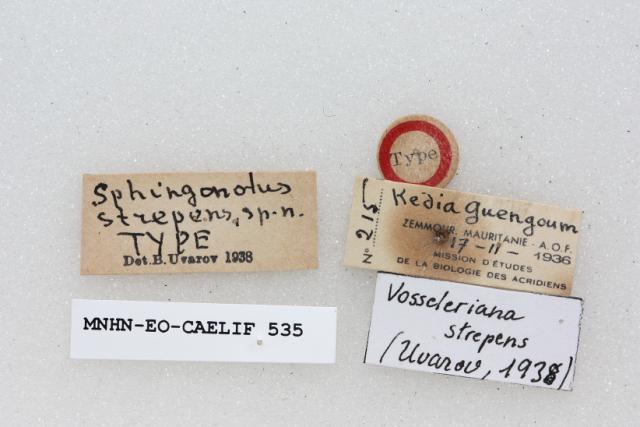 Type
Sphingonotus
strepens, sp.n.
TYPE
Det. B. Uvarov 1938
MNHN-EO-CAELIF 535
Nº 215
Kedia Guengoum
ZEMMOUR, MAURITANIE - A.O.F.
17-II- 1936
MISSION D'ÉTUDES
DE LA BIOLOGIE DES ACRIDIENS
Vosseleriana
strepens
(Uvarov, 1938)